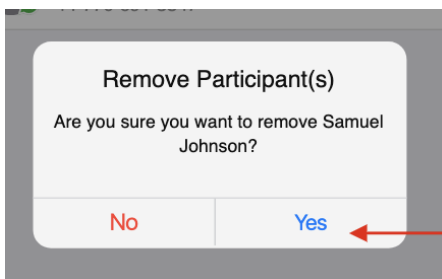 Remove Participant(s)
Are you sure you want to remove Samuel
Johnson?
No
Yes